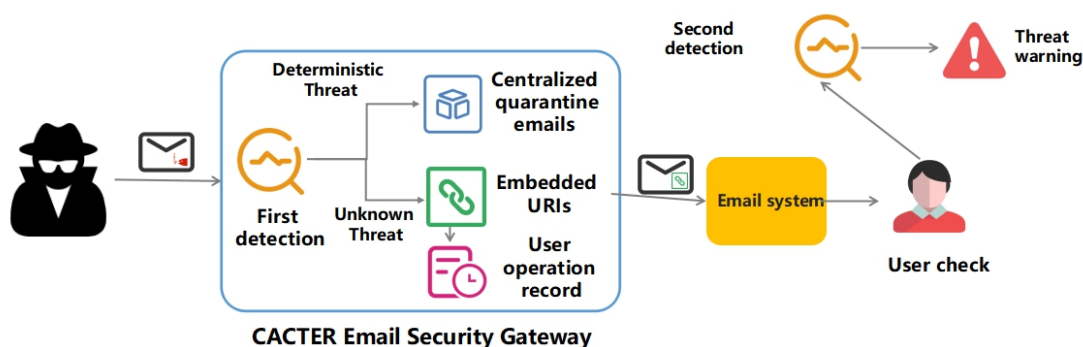 Second
detection
Threat
warning
Deterministic
Threat
Centralized
quarantine
emails
First
detection
Unknown
Threat
Embedded
URIs
User
operation
record
Email system
User check
CACTER Email Security Gateway